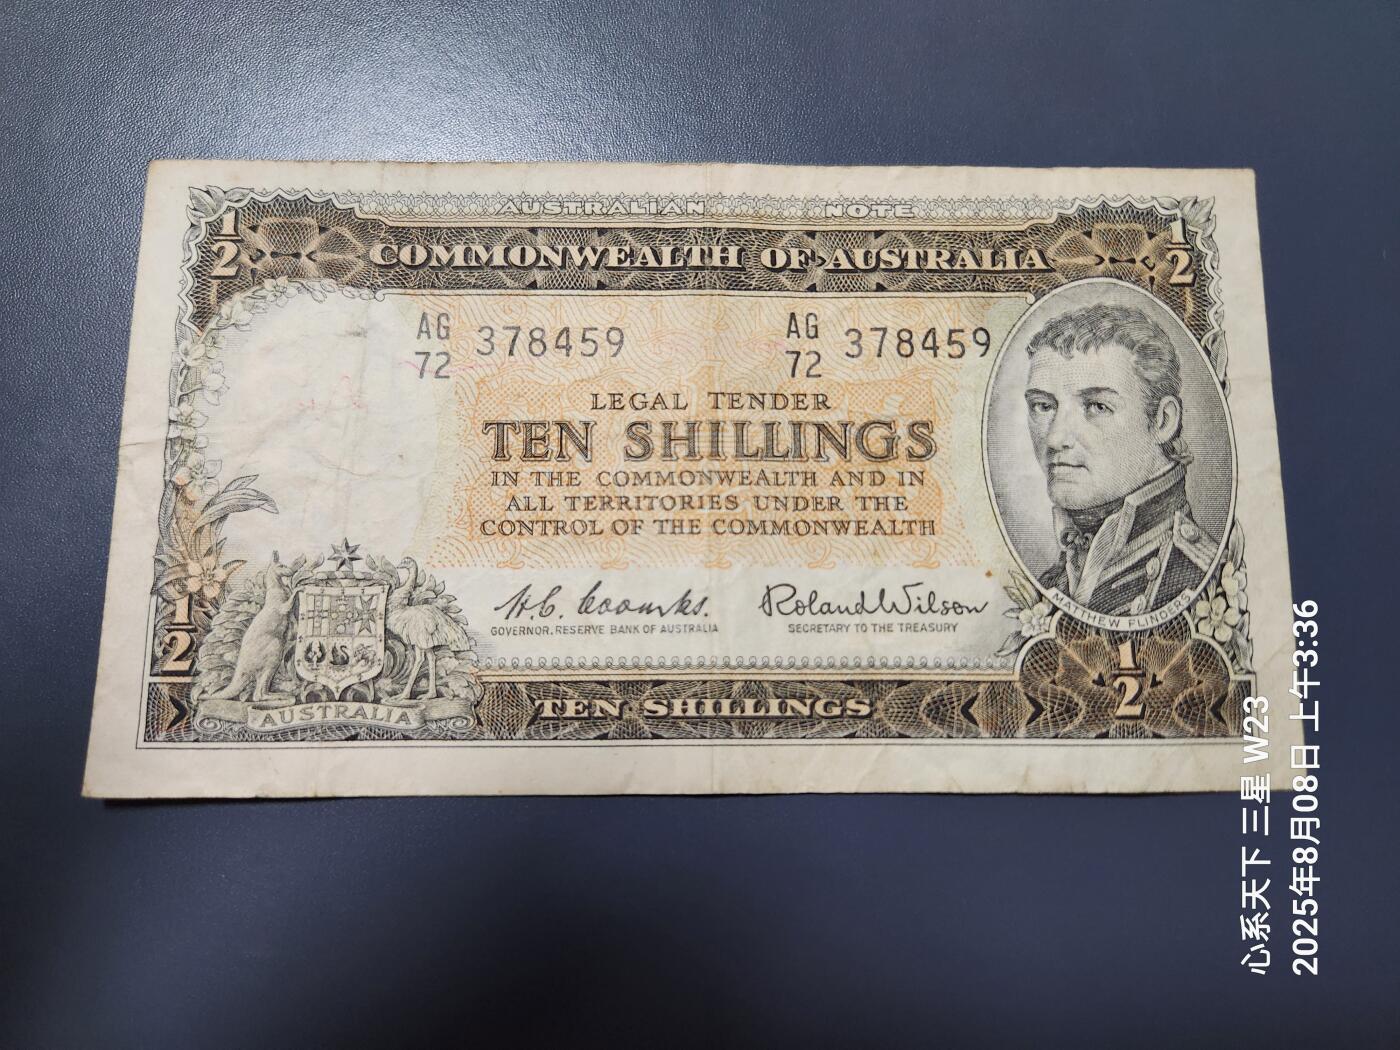 AUSTRALIAN NOTE
1/2
1/2
COMMONWEALTH OF AUSTRALIA
AG
72 378459
AG
72 378459
LEGAL TENDER
TEN SHILLINGS
IN THE COMMONWEALTH AND IN
ALL TERRITORIES UNDER THE
CONTROL OF THE COMMONWEALTH
H.C. Coombs.
GOVERNOR, RESERVE BANK OF AUSTRALIA
Roland Wilson
SECRETARY TO THE TREASURY
MATTHEW FLINDERS
1/2
1/2
AUSTRALIA
TEN SHILLINGS
心系天下 三星 W23
2025年8月08日 上午3:36